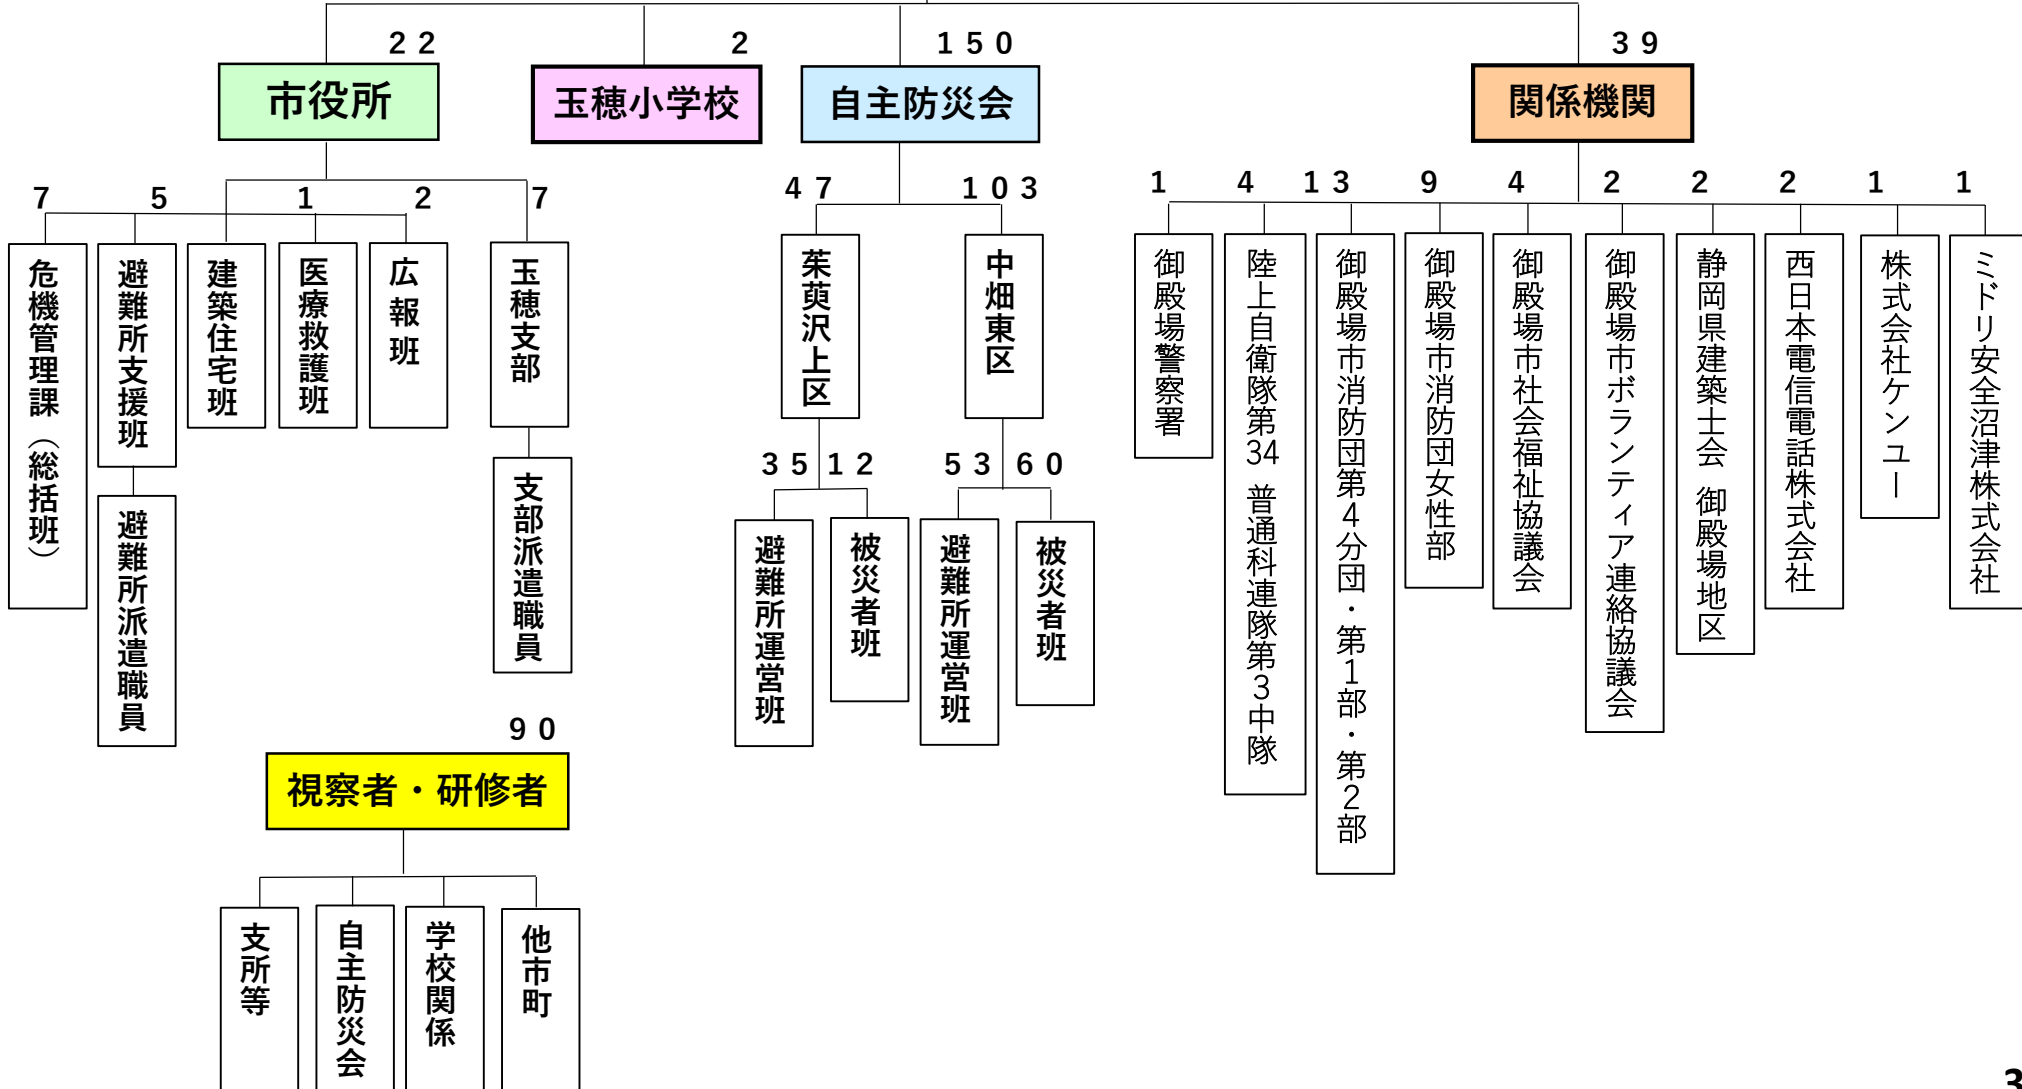 ２２
２
１５０
３９
市役所
玉穂小学校
自主防災会
関係機関
７
５
１
２
７
４７
１０３
１
４
１３
９
４
２
２
２
１
１
危機管理課（総括班）
避難所支援班
建築住宅班
医療救護班
広報班
玉穂支部
茱萸沢上区
中畑東区
御殿場警察署
陸上自衛隊第34 普通科連隊第３中隊
御殿場市消防団第４分団・第１部・第２部
御殿場市消防団女性部
御殿場市社会福祉協議会
御殿場市ボランティア連絡協議会
静岡県建築士会 御殿場地区
西日本電信電話株式会社
株式会社ケンユー
ミドリ安全沼津株式会社
避難所派遣職員
支部派遣職員
３５
１２
５３
６０
避難所運営班
被災者班
避難所運営班
被災者班
９０
視察者・研修者
支所等
自主防災会
学校関係
他市町
3